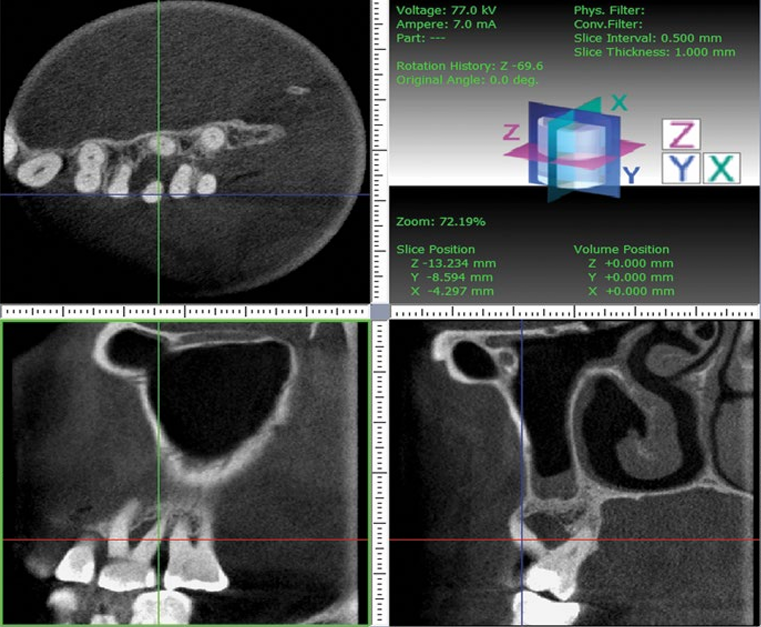 Voltage: 77.0 kV
Ampere: 7.0 mA
Part: ---
Phys. Filter:
Conv.Filter:
Slice Interval: 0.500 mm
Slice Thickness: 1.000 mm
Rotation History: Z -69.6
Original Angle: 0.0 deg.
X
Z
Y
Z
Y X
Zoom: 72.19%
Slice Position
Z -13.234 mm
Y -8.594 mm
X -4.297 mm
Volume Position
Z +0.000 mm
Y +0.000 mm
X +0.000 mm